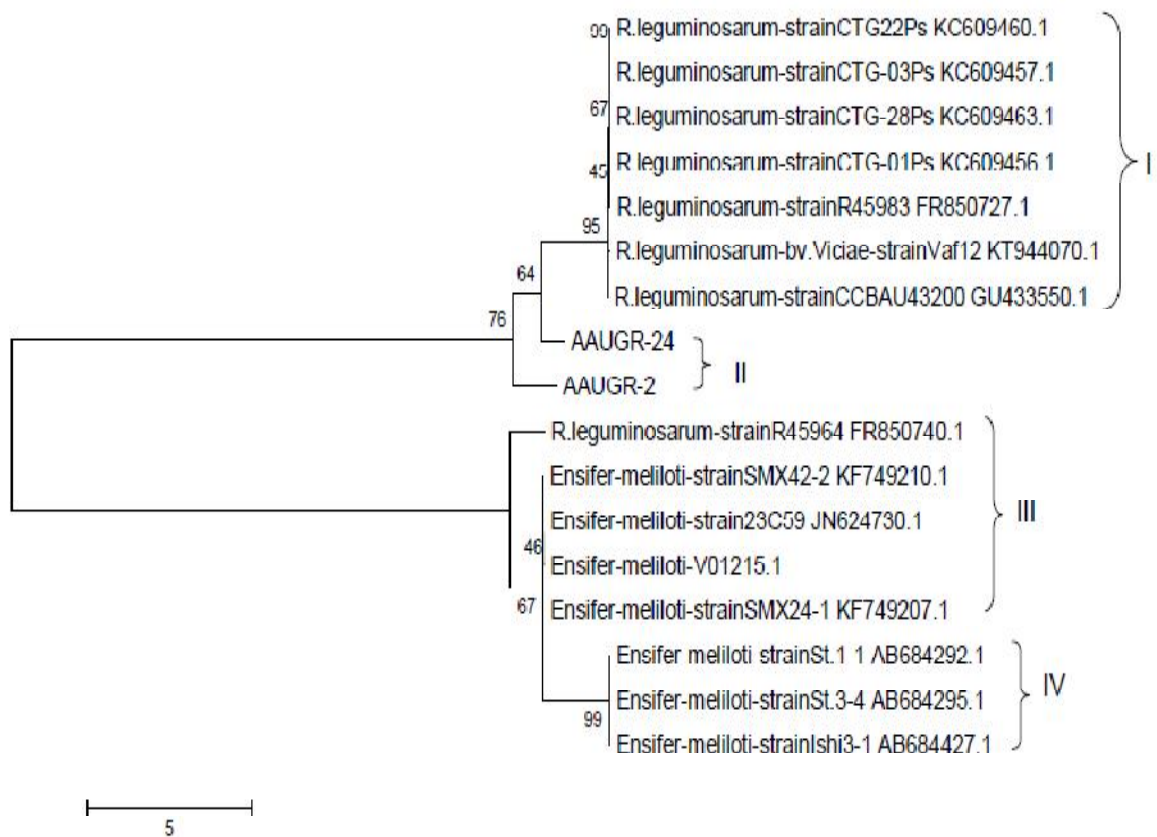 99
R.leguminosarum-strainCTG22Ps KC609460.1
R.leguminosarum-strainCTG-03Ps KC609457.1
67
R.leguminosarum-strainCTG-28Ps KC609463.1
45
R.leguminosarum-strainCTG-01Ps KC609456.1
I
R.leguminosarum-strainR45983 FR850727.1
95
R.leguminosarum-bv.Viciae-strainVaf12 KT944070.1
64
R.leguminosarum-strainCCBAU43200 GU433550.1
76
AAUGR-24
II
AAUGR-2
R.leguminosarum-strainR45964 FR850740.1
Ensifer-meliloti-strainSMX42-2 KF749210.1
III
Ensifer-meliloti-strain23C59 JN624730.1
46
Ensifer-meliloti-V01215.1
67
Ensifer-meliloti-strainSMX24-1 KF749207.1
Ensifer meliloti strainSt.1 1 AB684292.1
IV
Ensifer-meliloti-strainSt.3-4 AB684295.1
99
Ensifer-meliloti-strainIshi3-1 AB684427.1
5